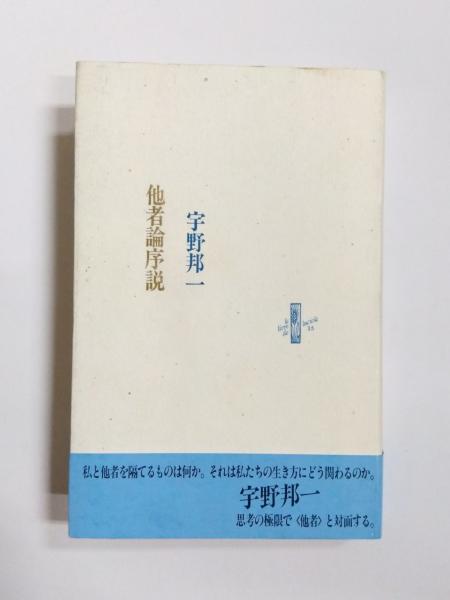 他者論序説
宇野邦一
私と他者を隔てるものは何か。それは私たちの生き方にどう関わるのか。
宇野邦一
思考の極限で〈他者〉と対面する。